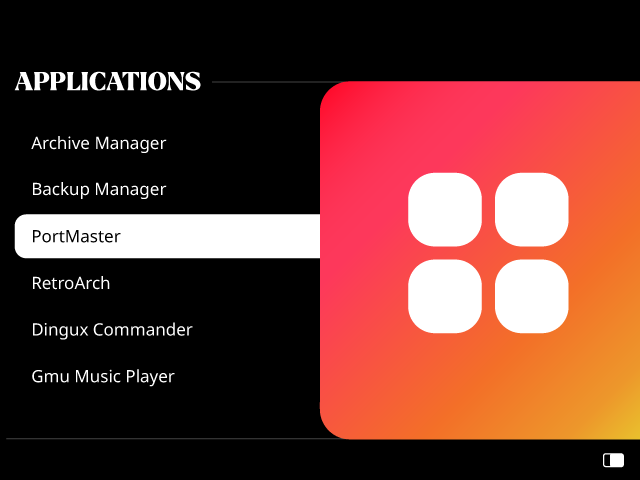 APPLICATIONS
Archive Manager
Backup Manager
PortMaster
RetroArch
Dingux Commander
Gmu Music Player